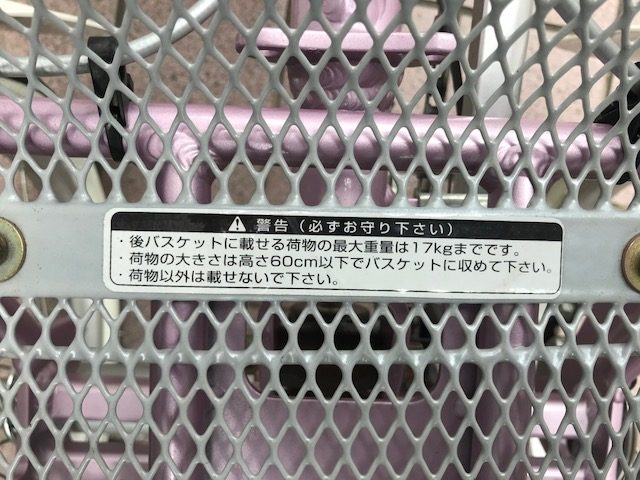 ⚠ 警告(必ずお守り下さい)
・後バスケットに載せる荷物の最大重量は17kgまでです。
・荷物の大きさは高さ60cm以下でバスケットに収めて下さい。
・荷物以外は載せないで下さい。